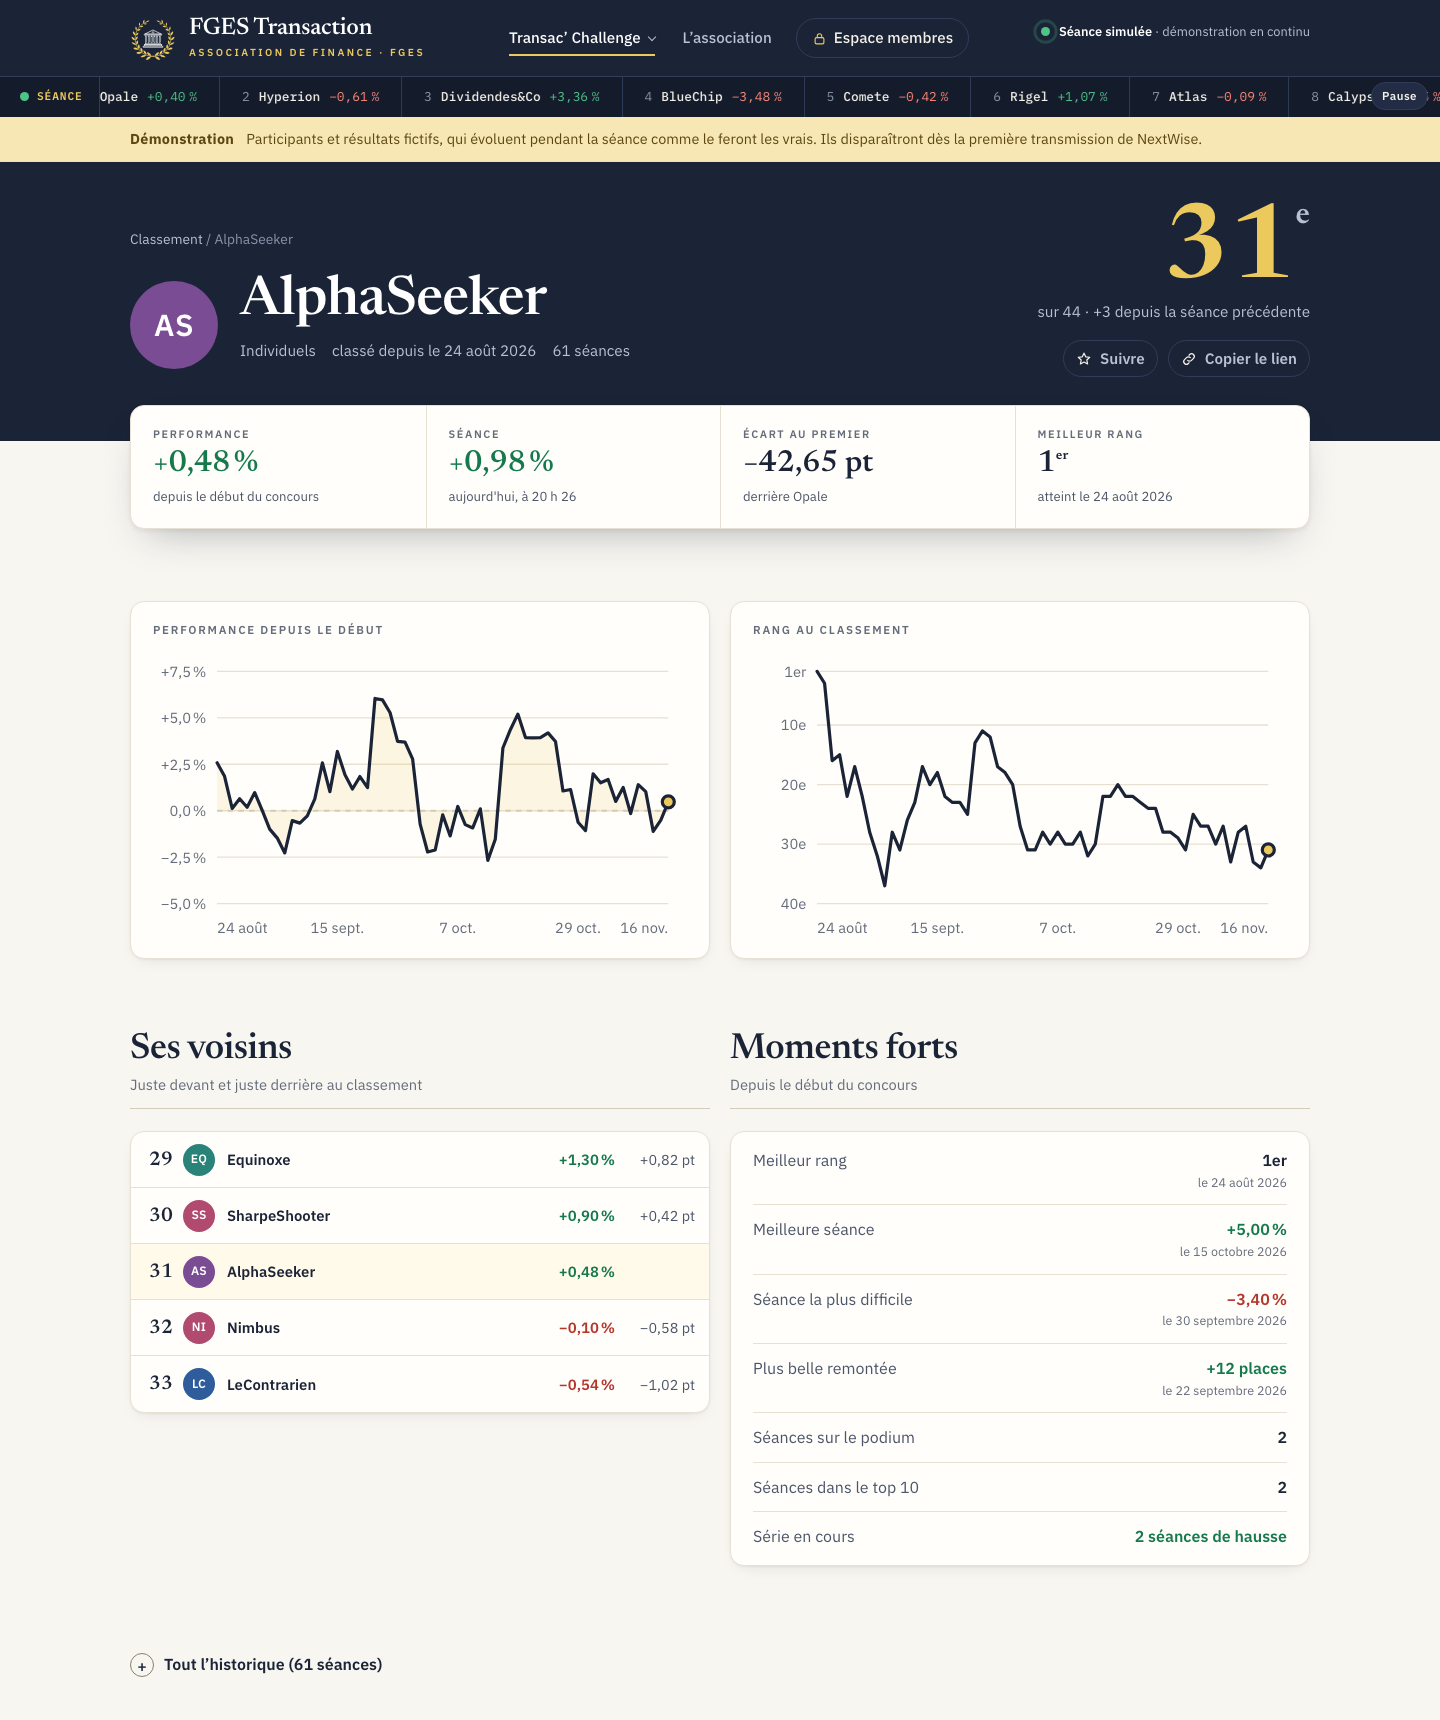 FGES Transaction
ASSOCIATION DE FINANCE · FGES
Transac’ Challenge
L’association
Espace membres
Séance simulée · démonstration en continu
SÉANCE
Opale +0,40 %
2 Hyperion −0,61 %
3 Dividendes&Co +3,36 %
4 BlueChip −3,48 %
5 Comete −0,42 %
6 Rigel +1,07 %
7 Atlas −0,09 %
8 Calyps
Pause
%
Démonstration Participants et résultats fictifs, qui évoluent pendant la séance comme le feront les vrais. Ils disparaîtront dès la première transmission de NextWise.
Classement / AlphaSeeker
AS
AlphaSeeker
Individuels classé depuis le 24 août 2026 61 séances
31e
sur 44 · +3 depuis la séance précédente
Suivre
Copier le lien
PERFORMANCE
+0,48 %
depuis le début du concours
SÉANCE
+0,98 %
aujourd'hui, à 20 h 26
ÉCART AU PREMIER
−42,65 pt
derrière Opale
MEILLEUR RANG
1er
atteint le 24 août 2026
PERFORMANCE DEPUIS LE DÉBUT
+7,5 %
+5,0 %
+2,5 %
0,0 %
−2,5 %
−5,0 %
24 août 15 sept. 7 oct. 29 oct. 16 nov.
RANG AU CLASSEMENT
1er
10e
20e
30e
40e
24 août 15 sept. 7 oct. 29 oct. 16 nov.
Ses voisins
Juste devant et juste derrière au classement
29 EQ Equinoxe +1,30 % +0,82 pt
30 SS SharpeShooter +0,90 % +0,42 pt
31 AS AlphaSeeker +0,48 %
32 NI Nimbus −0,10 % −0,58 pt
33 LC LeContrarien −0,54 % −1,02 pt
Moments forts
Depuis le début du concours
Meilleur rang 1er
le 24 août 2026
Meilleure séance +5,00 %
le 15 octobre 2026
Séance la plus difficile −3,40 %
le 30 septembre 2026
Plus belle remontée +12 places
le 22 septembre 2026
Séances sur le podium 2
Séances dans le top 10 2
Série en cours 2 séances de hausse
+ Tout l’historique (61 séances)